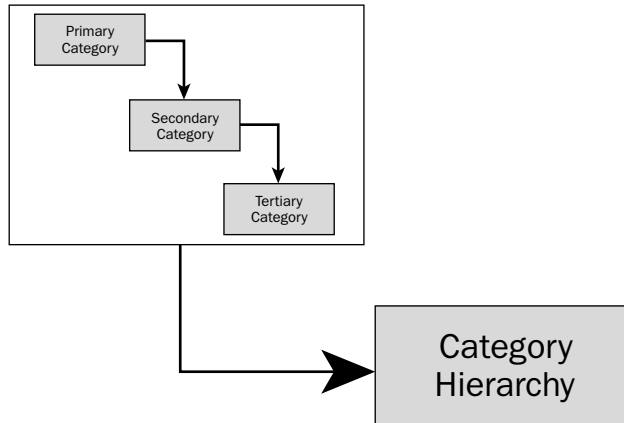 Primary
Category
Secondary
Category
Tertiary
Category
Category
Hierarchy